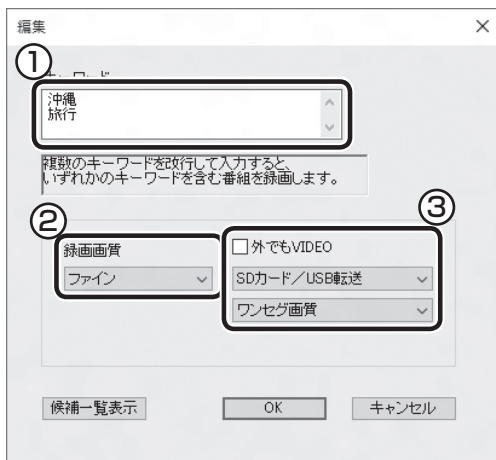 編集
①
キーワード
沖縄
旅行
複数のキーワードを改行して入力すると、
いずれかのキーワードを含む番組を録画します。
②
録画画質
ファイン
③
外でもVIDEO
SDカード／USB転送
ワンセグ画質
候補一覧表示
OK
キャンセル